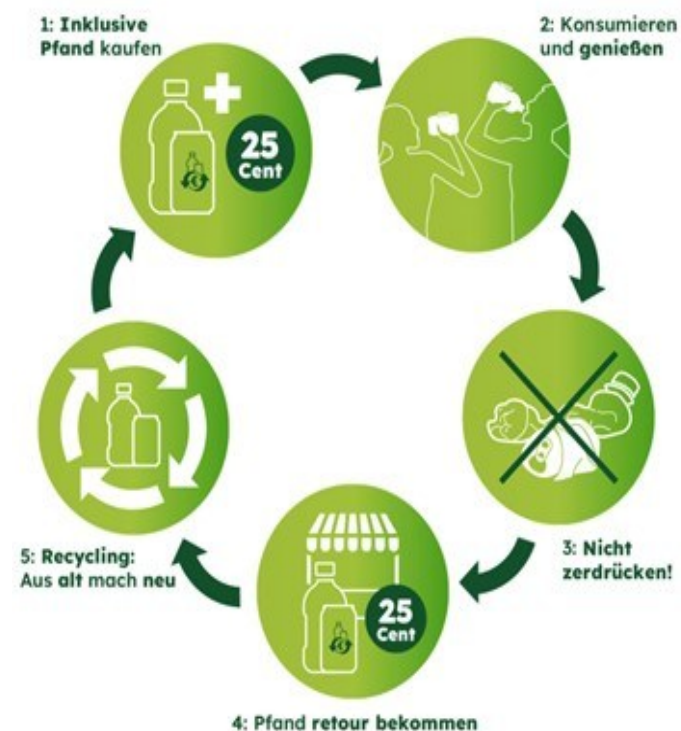 1: Inklusive
Pfand kaufen
25
Cent
2: Konsumieren
und genießen
3: Nicht
zerdrücken!
25
Cent
4: Pfand retour bekommen
5: Recycling:
Aus alt mach neu